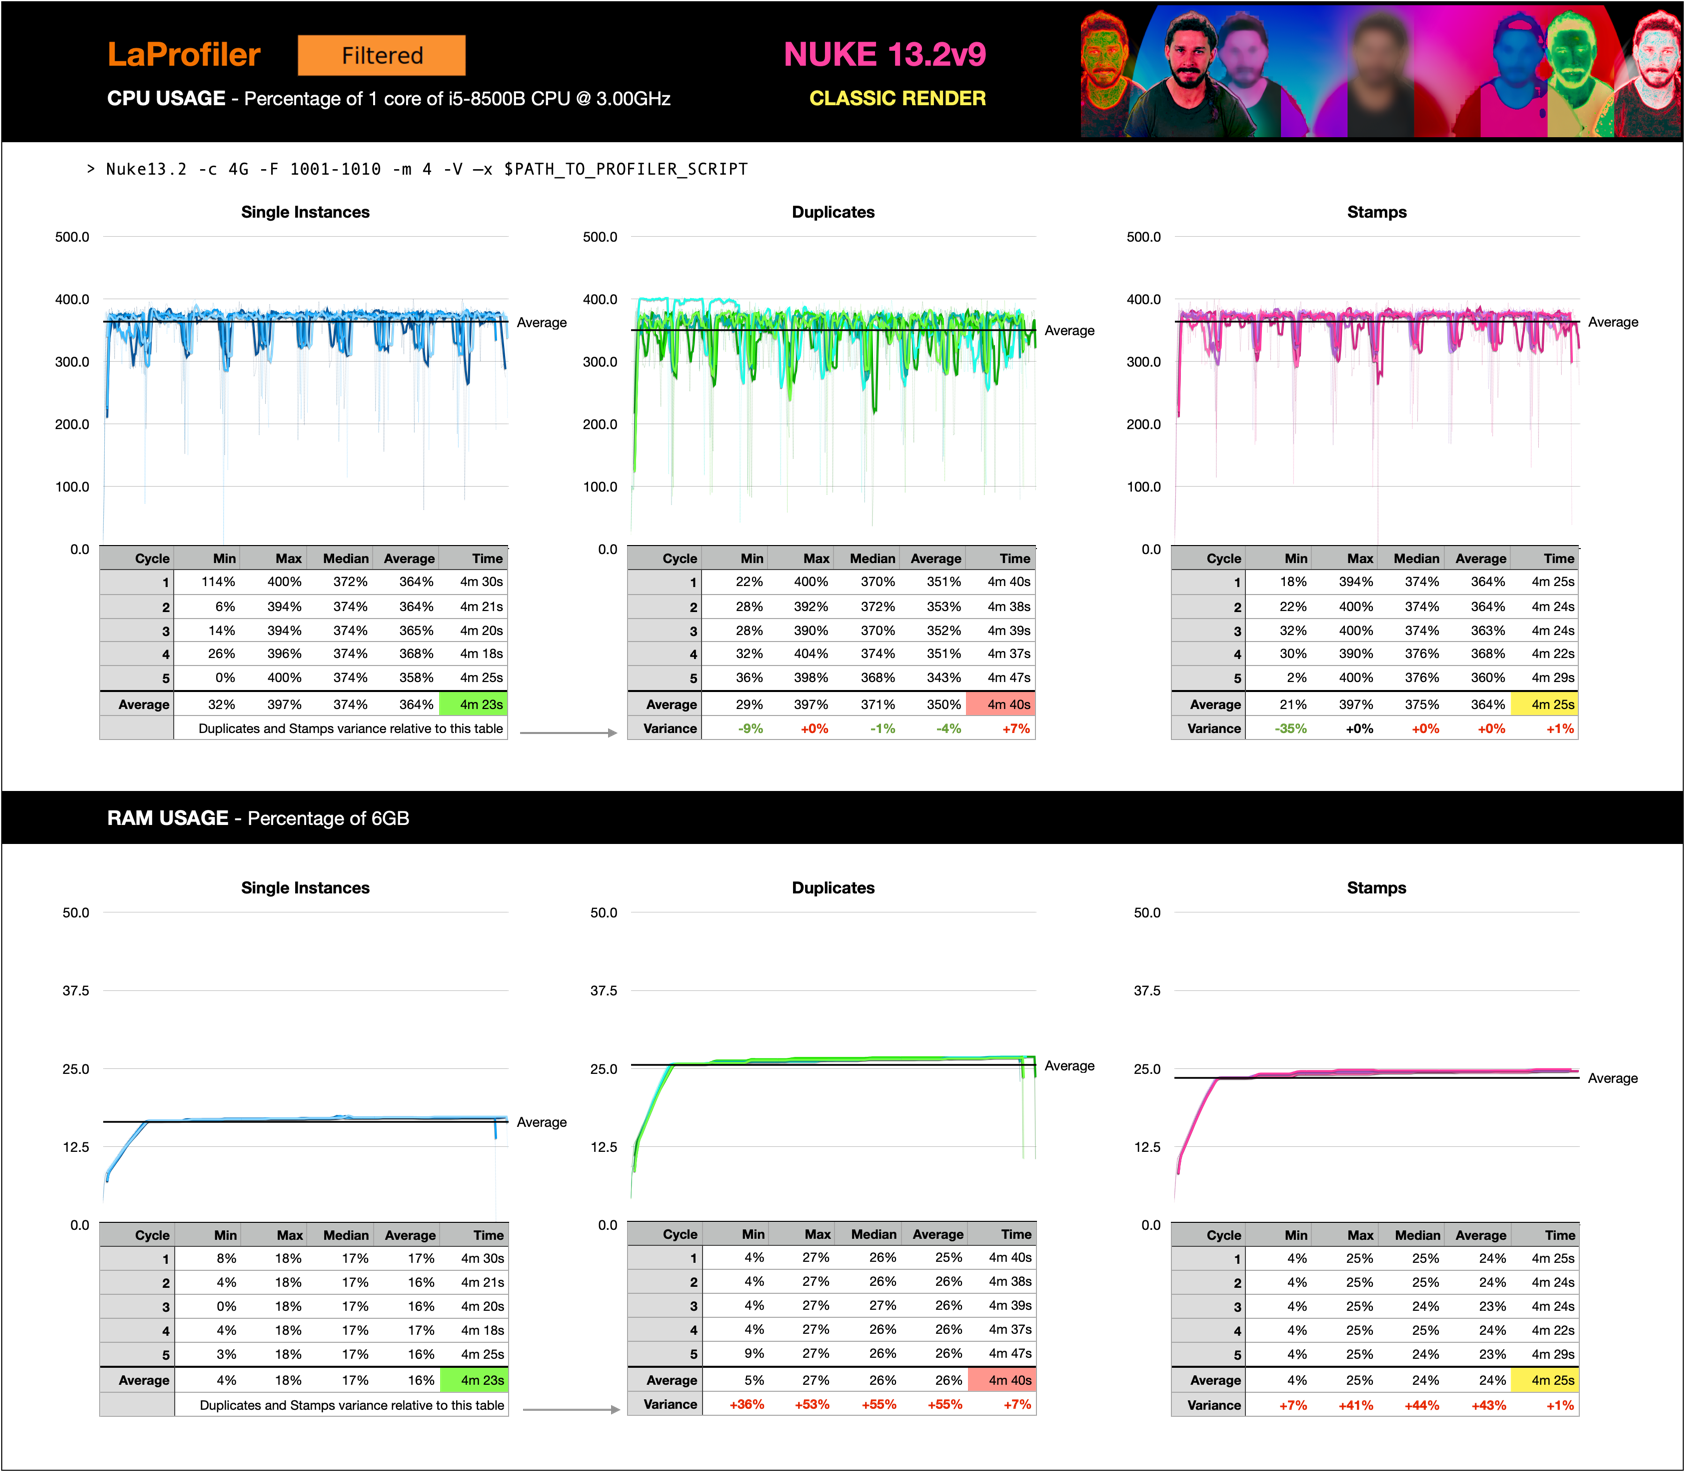 LaProfiler Filtered NUKE 13.2v9
CPU USAGE - Percentage of 1 core of i5-8500B CPU @ 3.00GHz CLASSIC RENDER
> Nuke13.2 -c 4G -F 1001-1010 -m 4 -V –x $PATH_TO_PROFILER_SCRIPT
Single Instances
500.0
400.0
300.0
200.0
100.0
0.0
Average
Cycle Min Max Median Average Time
1 114% 400% 372% 364% 4m 30s
2 6% 394% 374% 364% 4m 21s
3 14% 394% 374% 365% 4m 20s
4 26% 396% 374% 368% 4m 18s
5 0% 400% 374% 358% 4m 25s
Average 32% 397% 374% 364% 4m 23s
Duplicates and Stamps variance relative to this table
Duplicates
500.0
400.0
300.0
200.0
100.0
0.0
Average
Cycle Min Max Median Average Time
1 22% 400% 370% 351% 4m 40s
2 28% 392% 372% 353% 4m 38s
3 28% 390% 370% 352% 4m 39s
4 32% 404% 374% 351% 4m 37s
5 36% 398% 368% 343% 4m 47s
Average 29% 397% 371% 350% 4m 40s
Variance -9% +0% -1% -4% +7%
Stamps
500.0
400.0
300.0
200.0
100.0
0.0
Average
Cycle Min Max Median Average Time
1 18% 394% 374% 364% 4m 25s
2 22% 400% 374% 364% 4m 24s
3 32% 400% 374% 363% 4m 24s
4 30% 390% 376% 368% 4m 22s
5 2% 400% 376% 360% 4m 29s
Average 21% 397% 375% 364% 4m 25s
Variance -35% +0% +0% +0% +1%
RAM USAGE - Percentage of 6GB
Single Instances
50.0
37.5
25.0
12.5
0.0
Average
Cycle Min Max Median Average Time
1 8% 18% 17% 17% 4m 30s
2 4% 18% 17% 16% 4m 21s
3 0% 18% 17% 16% 4m 20s
4 4% 18% 17% 17% 4m 18s
5 3% 18% 17% 16% 4m 25s
Average 4% 18% 17% 16% 4m 23s
Duplicates and Stamps variance relative to this table
Duplicates
50.0
37.5
25.0
12.5
0.0
Average
Cycle Min Max Median Average Time
1 4% 27% 26% 25% 4m 40s
2 4% 27% 26% 26% 4m 38s
3 4% 27% 27% 26% 4m 39s
4 4% 27% 26% 26% 4m 37s
5 9% 27% 26% 26% 4m 47s
Average 5% 27% 26% 26% 4m 40s
Variance +36% +53% +55% +55% +7%
Stamps
50.0
37.5
25.0
12.5
0.0
Average
Cycle Min Max Median Average Time
1 4% 25% 25% 24% 4m 25s
2 4% 25% 25% 24% 4m 24s
3 4% 25% 24% 23% 4m 24s
4 4% 25% 25% 24% 4m 22s
5 4% 25% 24% 23% 4m 29s
Average 4% 25% 24% 24% 4m 25s
Variance +7% +41% +44% +43% +1%